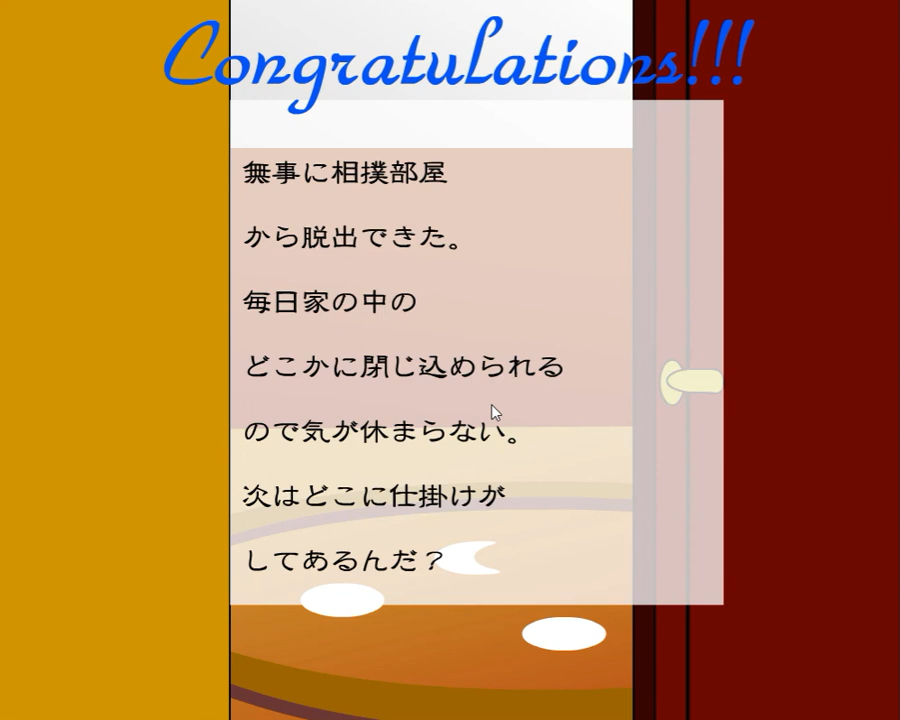 Congratulations!!!
無事に相撲部屋
から脱出できた。
毎日家の中の
どこかに閉じ込められる
ので気が休まらない。
次はどこに仕掛けが
してあるんだ？